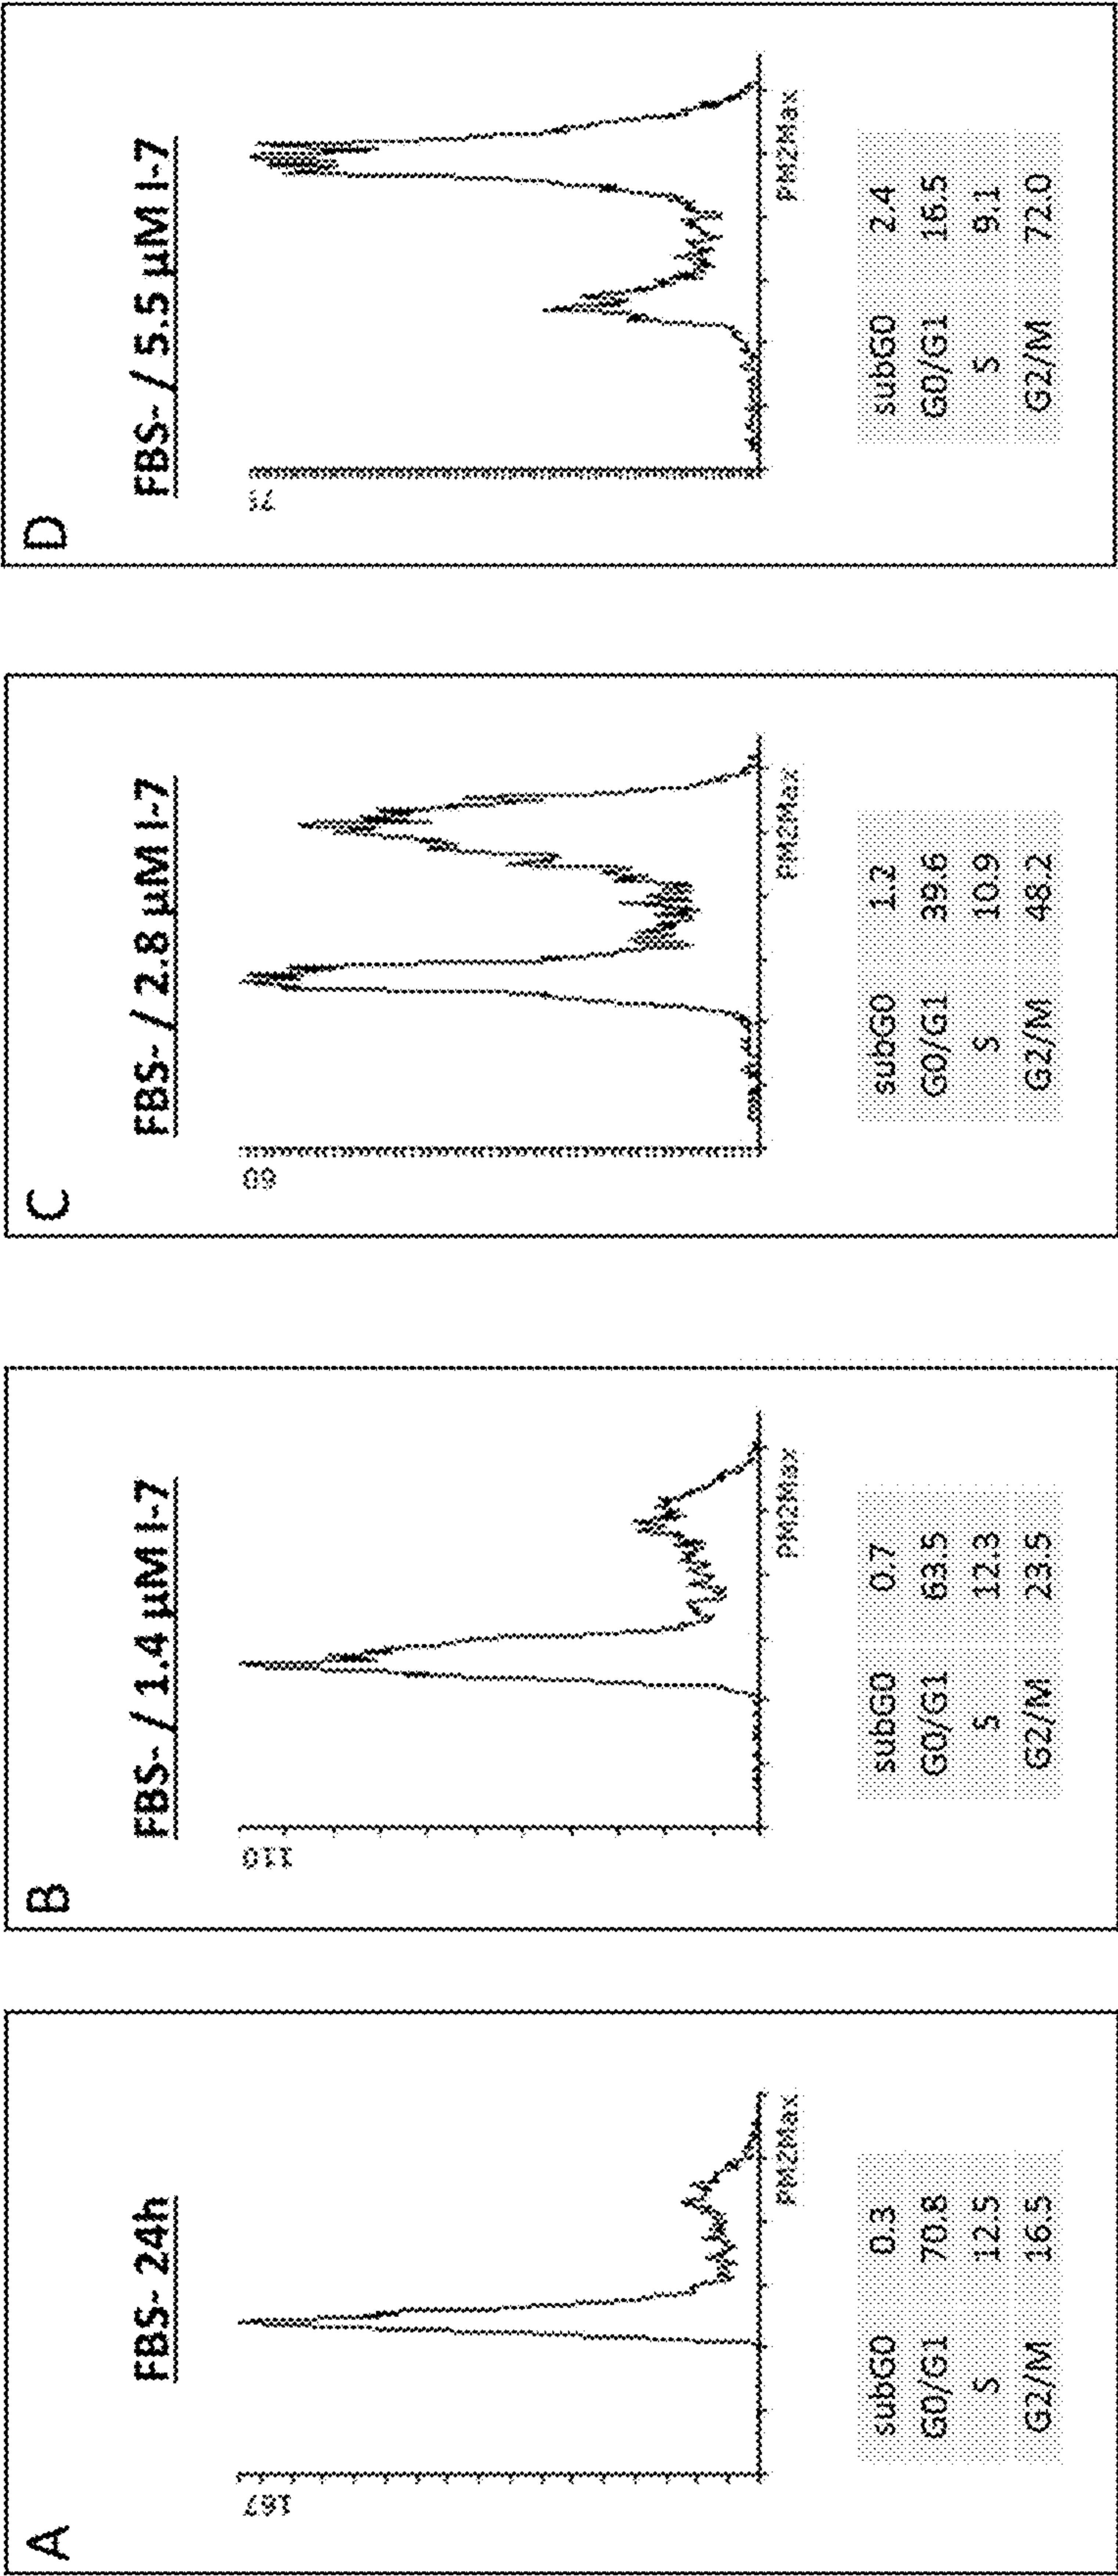 A
FBS- 24h
167
PM2Max
subG0 0.3
G0/G1 70.8
S 12.5
G2/M 16.5
B
FBS- / 1.4 µM I-7
110
PM2Max
subG0 0.7
G0/G1 63.5
S 12.3
G2/M 23.5
C
FBS- / 2.8 µM I-7
PM2Max
subG0 1.2
G0/G1 39.6
S 10.9
G2/M 48.2
D
FBS- / 5.5 µM I-7
71
PM2Max
subG0 2.4
G0/G1 16.5
S 9.1
G2/M 72.0